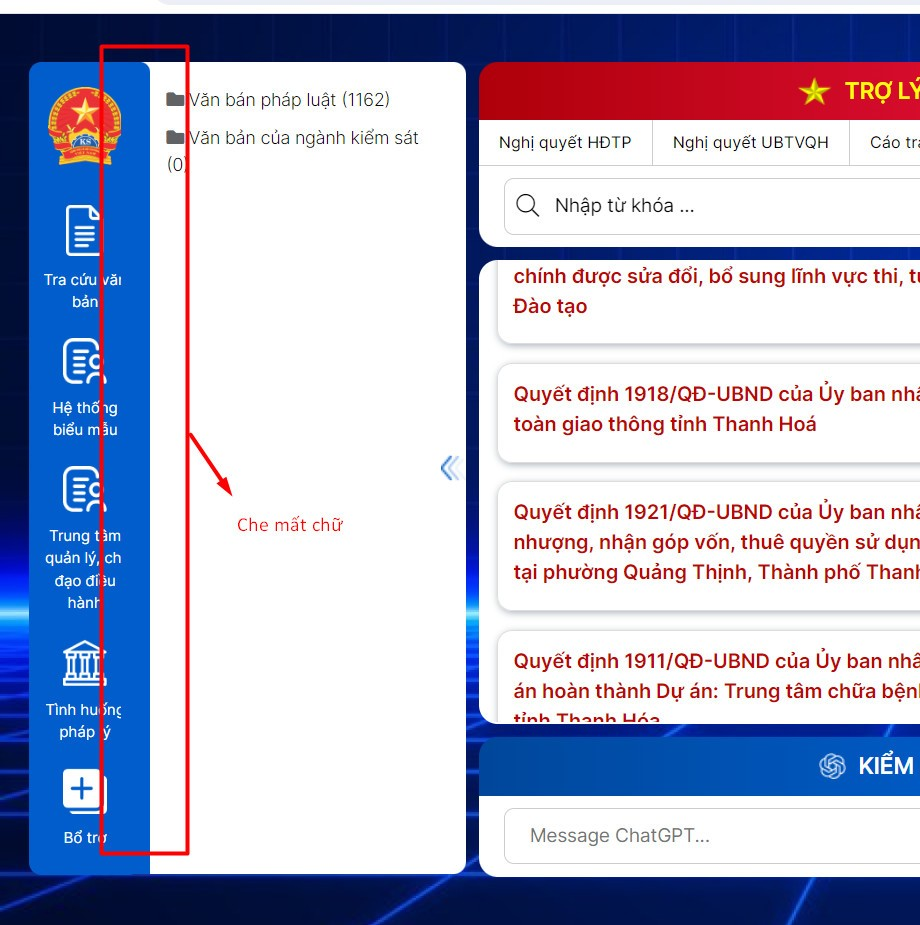 KS
Tra cứu văn
bản
Hệ thống
biểu mẫu
Trung tâm
quản lý, ch
đạo điều
hành
Tình huống
pháp lý
Bổ trợ
Văn bản pháp luật (1162)
Văn bản của ngành kiểm sát
(0)
Che mất chữ
TRỢ LÝ
Nghị quyết HĐTP
Nghị quyết UBTVQH
Cáo trạ
Nhập từ khóa ...
chính được sửa đổi, bổ sung lĩnh vực thi, tu
Đào tạo
Quyết định 1918/QĐ-UBND của Ủy ban nhâ
toàn giao thông tỉnh Thanh Hoá
Quyết định 1921/QĐ-UBND của Ủy ban nhâ
nhượng, nhận góp vốn, thuê quyền sử dụn
tại phường Quảng Thịnh, Thành phố Thanh
Quyết định 1911/QĐ-UBND của Ủy ban nhâ
án hoàn thành Dự án: Trung tâm chữa bệnh
tỉnh Thanh Hóa
KIỂM
Message ChatGPT...